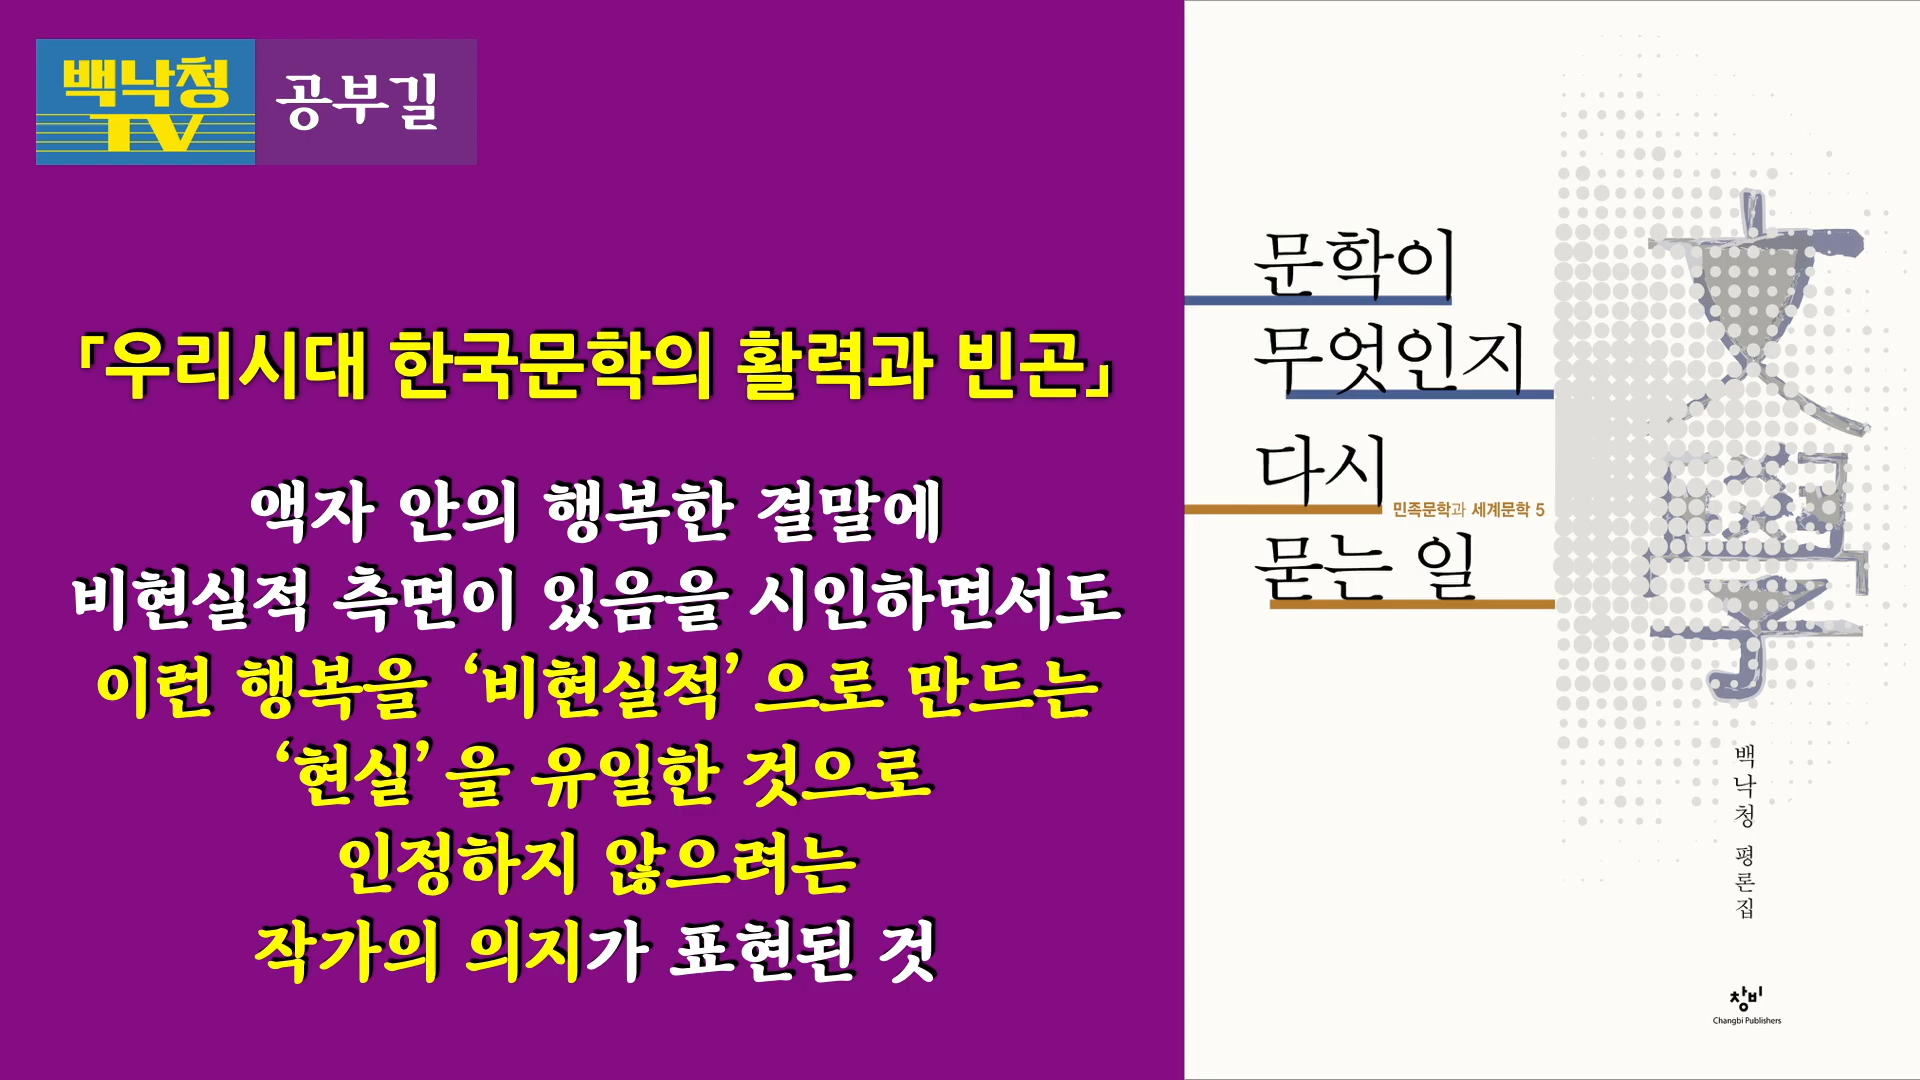 백낙청
TV
공부길
「우리시대 한국문학의 활력과 빈곤」
액자 안의 행복한 결말에
비현실적 측면이 있음을 시인하면서도
이런 행복을 ‘비현실적’으로 만드는
‘현실’을 유일한 것으로
인정하지 않으려는
작가의 의지가 표현된 것
문학이
무엇인지
다시
민족문학과 세계문학 5
묻는 일
文學
백낙청 평론집
창비
Changbi Publishers